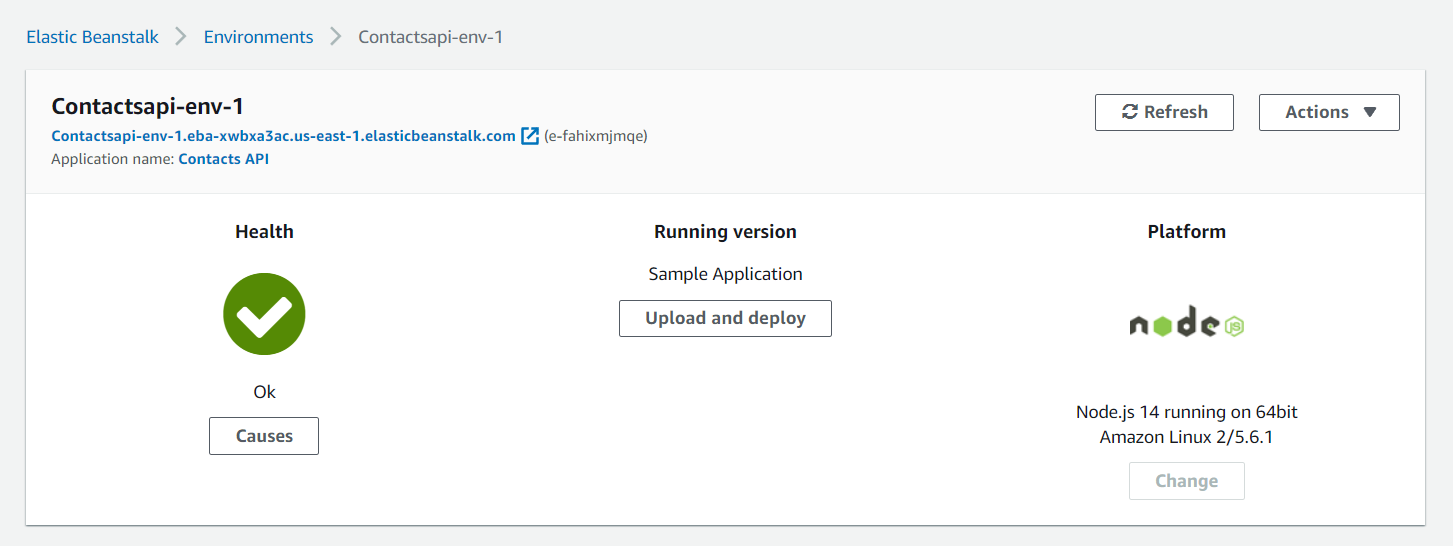 Elastic Beanstalk > Environments > Contactsapi-env-1
Contactsapi-env-1
Refresh
Actions
Contactsapi-env-1.eba-xwbxa3ac.us-east-1.elasticbeanstalk.com (e-fahixmjmqe)
Application name: Contacts API
Health
Running version
Platform
Sample Application
Upload and deploy
node JS
Ok
Causes
Node.js 14 running on 64bit
Amazon Linux 2/5.6.1
Change